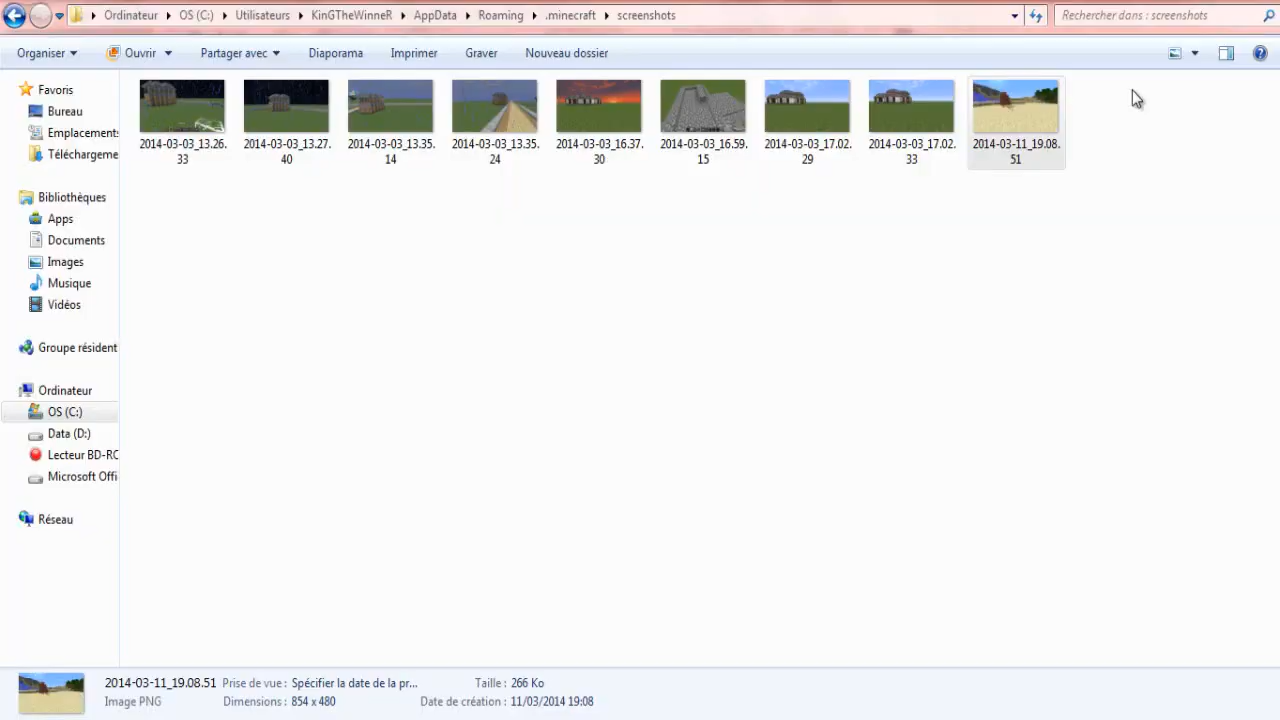 Ordinateur OS (C:) Utilisateurs KinGTheWinneR AppData Roaming .minecraft screenshots Rechercher dans : screenshots
Organiser Ouvrir Partager avec Diaporama Imprimer Graver Nouveau dossier
Favoris
Bureau
Emplacements
Téléchargeme
Bibliothèques
Apps
Documents
Images
Musique
Vidéos
Groupe résident
Ordinateur
OS (C:)
Data (D:)
Lecteur BD-RO
Microsoft Offi
Réseau
2014-03-03_13.26.
33
2014-03-03_13.27.
40
2014-03-03_13.35.
14
2014-03-03_13.35.
24
2014-03-03_16.37.
30
2014-03-03_16.59.
15
2014-03-03_17.02.
29
2014-03-03_17.02.
33
2014-03-11_19.08.
51
2014-03-11_19.08.51 Prise de vue : Spécifier la date de la pr... Taille : 266 Ko
Image PNG Dimensions : 854 x 480 Date de création : 11/03/2014 19:08